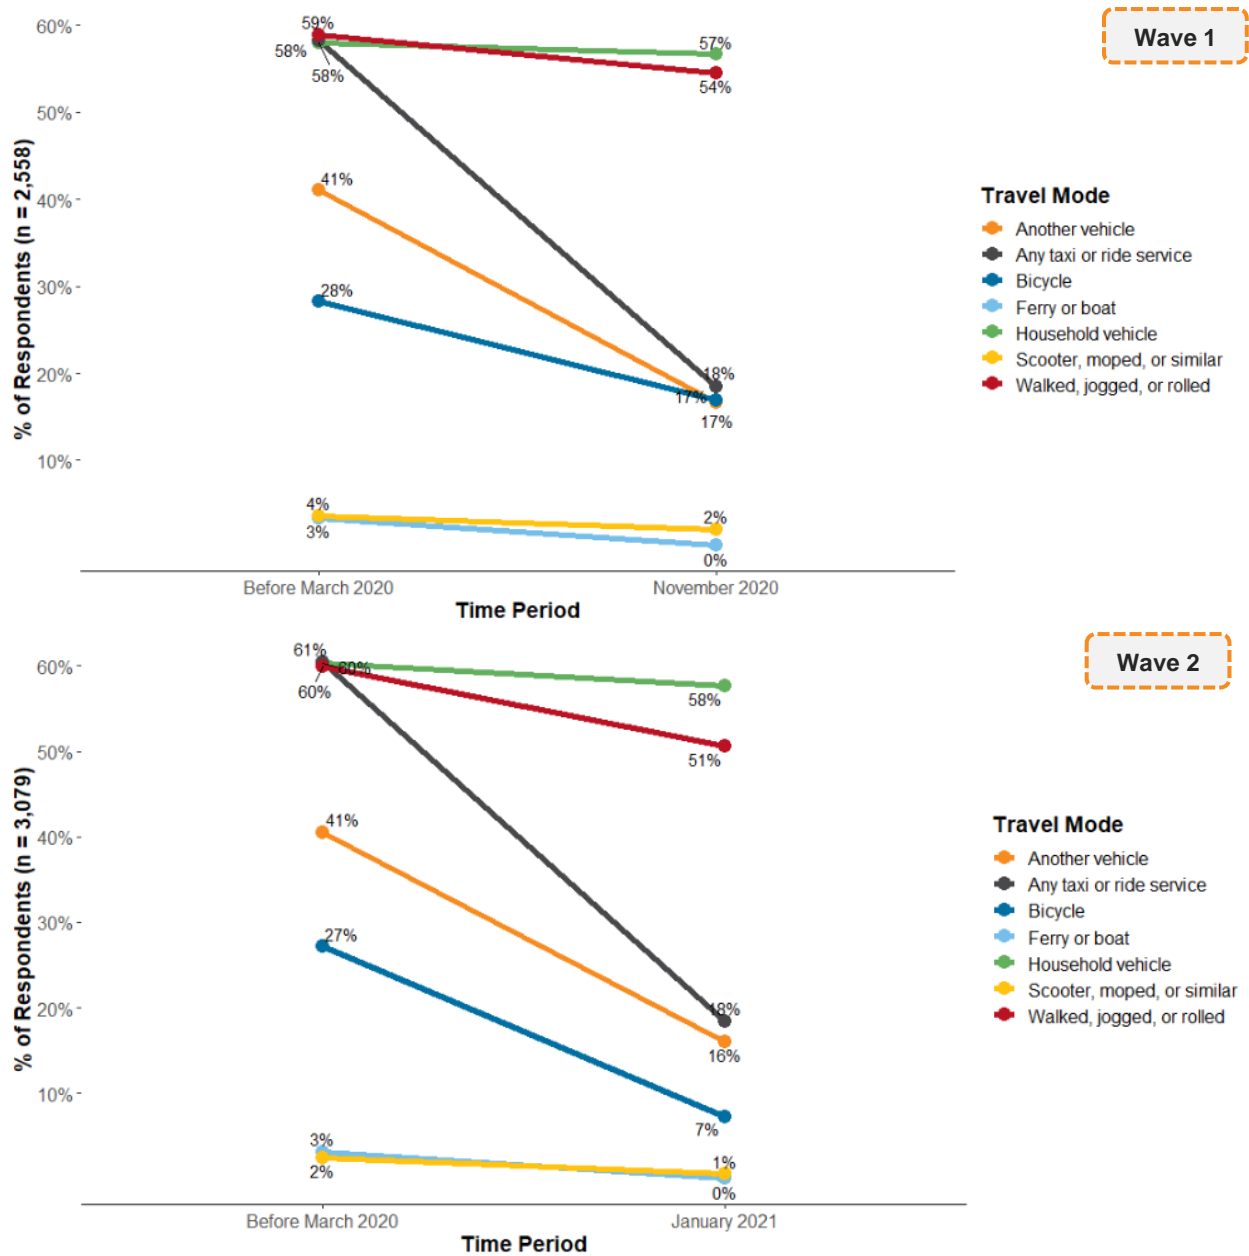 Wave 1
% of Respondents (n = 2,558)
60%
50%
40%
30%
20%
10%
59%
58%
58%
57%
54%
41%
28%
18%
17%
17%
4%
3%
2%
0%
Before March 2020
November 2020
Time Period
Travel Mode
Another vehicle
Any taxi or ride service
Bicycle
Ferry or boat
Household vehicle
Scooter, moped, or similar
Walked, jogged, or rolled
Wave 2
% of Respondents (n = 3,079)
60%
50%
40%
30%
20%
10%
61%
60%
60%
58%
51%
41%
27%
18%
16%
7%
3%
2%
1%
0%
Before March 2020
January 2021
Time Period
Travel Mode
Another vehicle
Any taxi or ride service
Bicycle
Ferry or boat
Household vehicle
Scooter, moped, or similar
Walked, jogged, or rolled